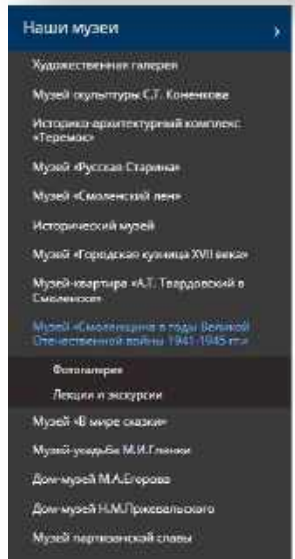 Наши музеи
Художественная галерея
Музей скульптуры С.Т. Коненкова
Историко-архитектурный комплекс
«Теремок»
Музей «Русская Старина»
Музей «Смоленский лен»
Исторический музей
Музей «Городская кузница XVII века»
Музей-квартира «А.Т. Твардовский в
Смоленске»
Музей «Смоленщина в годы Великой
Отечественной войны 1941-1945 гг.»
Фотогалерея
Лекции и экскурсии
Музей «В мире сказки»
Музей-усадьба М.И.Глинки
Дом-музей М.А.Егорова
Дом-музей Н.М.Пржевальского
Музей партизанской славы